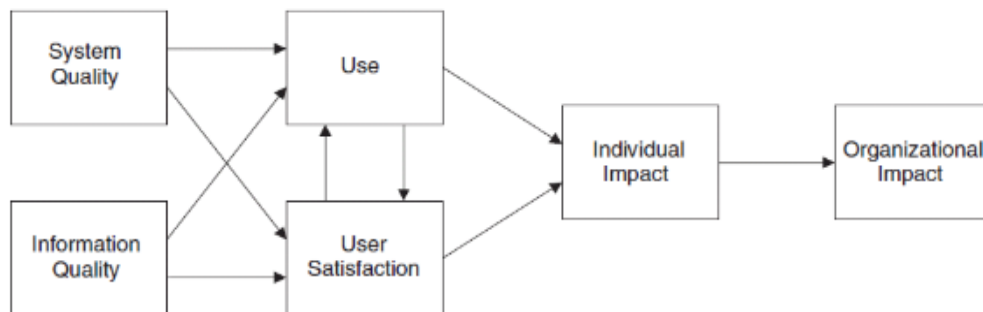 System
Quality
Use
Individual
Impact
Organizational
Impact
Information
Quality
User
Satisfaction